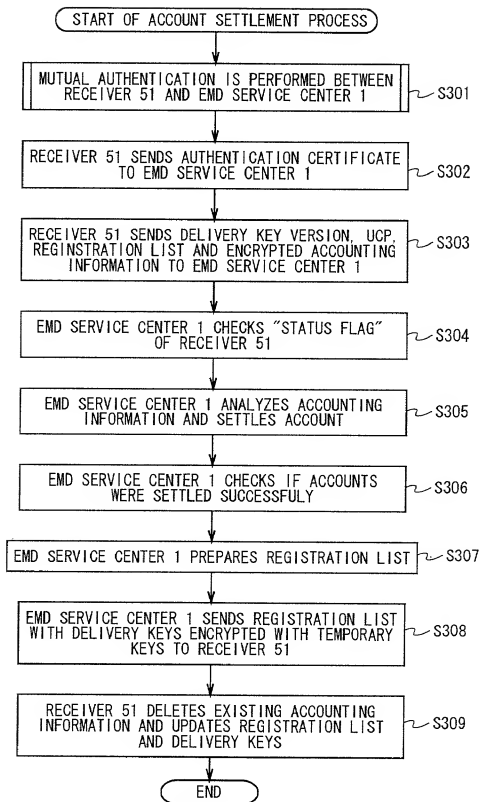 START OF ACCOUNT SETTLEMENT PROCESS
MUTUAL AUTHENTICATION IS PERFORMED BETWEEN
RECEIVER 51 AND EMD SERVICE CENTER 1
S301
RECEIVER 51 SENDS AUTHENTICATION CERTIFICATE
TO EMD SERVICE CENTER 1
S302
RECEIVER 51 SENDS DELIVERY KEY VERSION, UCP,
REGINSTRATION LIST AND ENCRYPTED ACCOUNTING
INFORMATION TO EMD SERVICE CENTER 1
S303
EMD SERVICE CENTER 1 CHECKS "STATUS FLAG"
OF RECEIVER 51
S304
EMD SERVICE CENTER 1 ANALYZES ACCOUNTING
INFORMATION AND SETTLES ACCOUNT
S305
EMD SERVICE CENTER 1 CHECKS IF ACCOUNTS
WERE SETTLED SUCCESSFULY
S306
EMD SERVICE CENTER 1 PREPARES REGISTRATION LIST
S307
EMD SERVICE CENTER 1 SENDS REGISTRATION LIST
WITH DELIVERY KEYS ENCRYPTED WITH TEMPORARY
KEYS TO RECEIVER 51
S308
RECEIVER 51 DELETES EXISTING ACCOUNTING
INFORMATION AND UPDATES REGISTRATION LIST
AND DELIVERY KEYS
S309
END